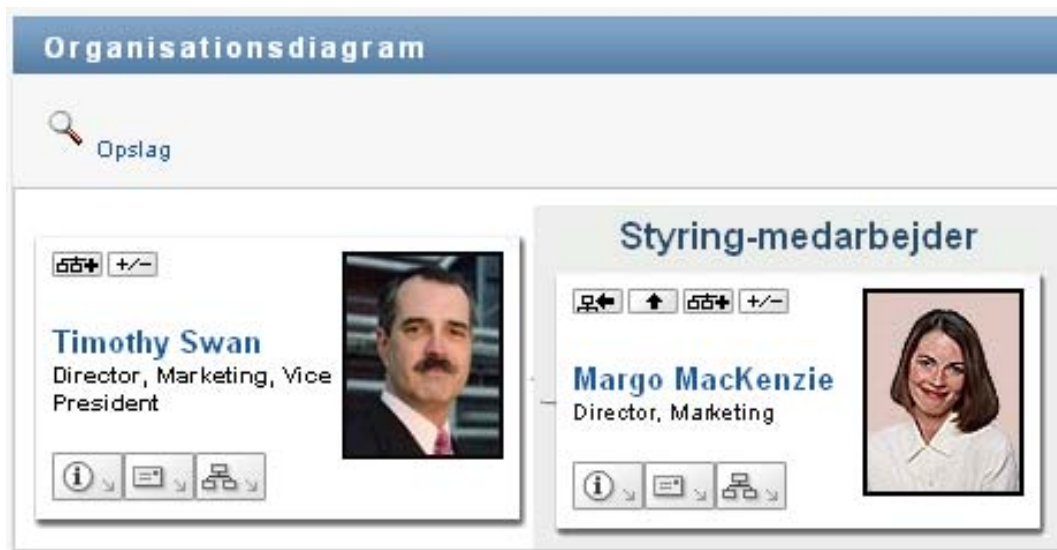 Organisationsdiagram
Opslag
+/-
Timothy Swan
Director, Marketing, Vice
President
Styring-medarbejder
+/-
Margo MacKenzie
Director, Marketing